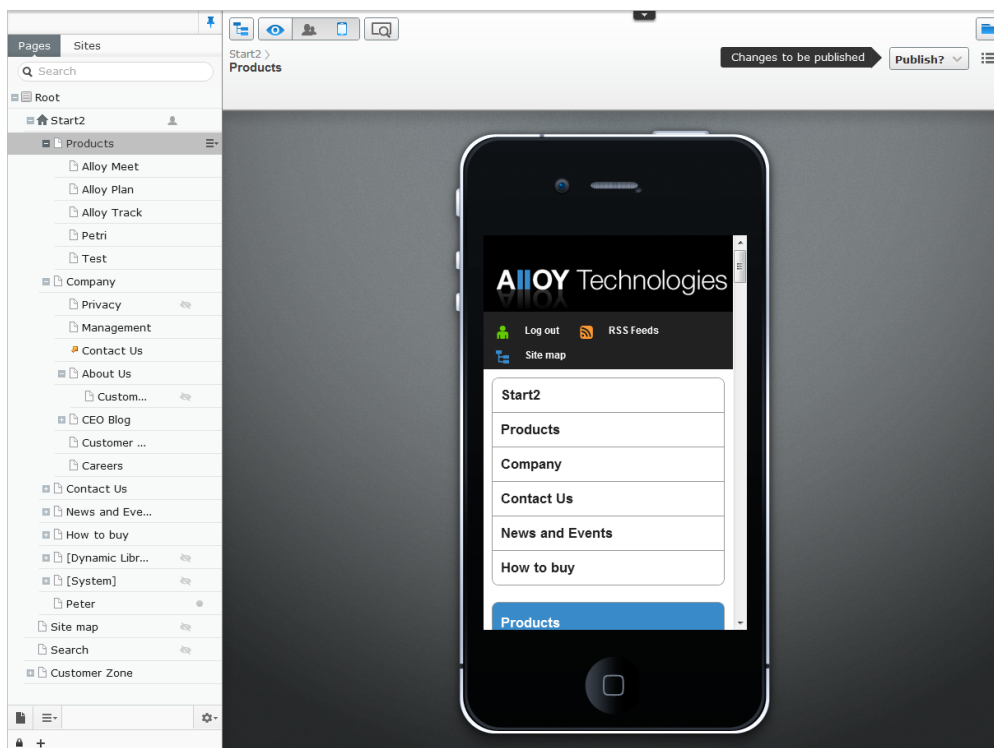 Pages Sites
Search
Root
Start2
Products
Alloy Meet
Alloy Plan
Alloy Track
Petri
Test
Company
Privacy
Management
Contact Us
About Us
Custom...
CEO Blog
Customer ...
Careers
Contact Us
News and Eve...
How to buy
[Dynamic Libr...
[System]
Peter
Site map
Search
Customer Zone
Start2 >
Products
Changes to be published
Publish?
AllOY Technologies
Log out RSS Feeds
Site map
Start2
Products
Company
Contact Us
News and Events
How to buy
Products